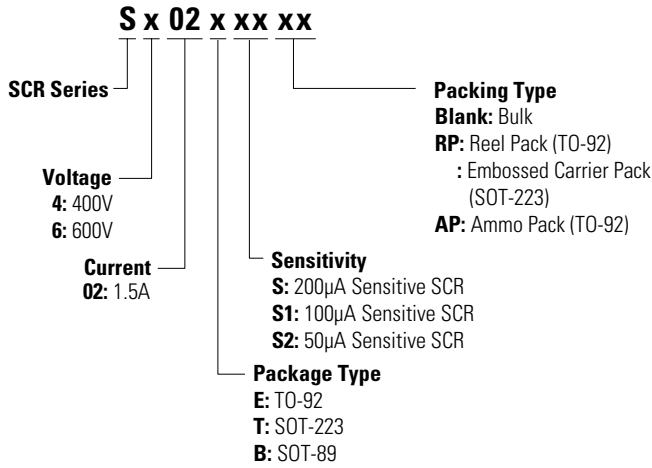 S x 02 x xx xx
SCR Series
Packing Type
Blank: Bulk
RP: Reel Pack (TO-92)
: Embossed Carrier Pack
(SOT-223)
AP: Ammo Pack (TO-92)
Voltage
4: 400V
6: 600V
Current
02: 1.5A
Sensitivity
S: 200µA Sensitive SCR
S1: 100µA Sensitive SCR
S2: 50µA Sensitive SCR
Package Type
E: TO-92
T: SOT-223
B: SOT-89